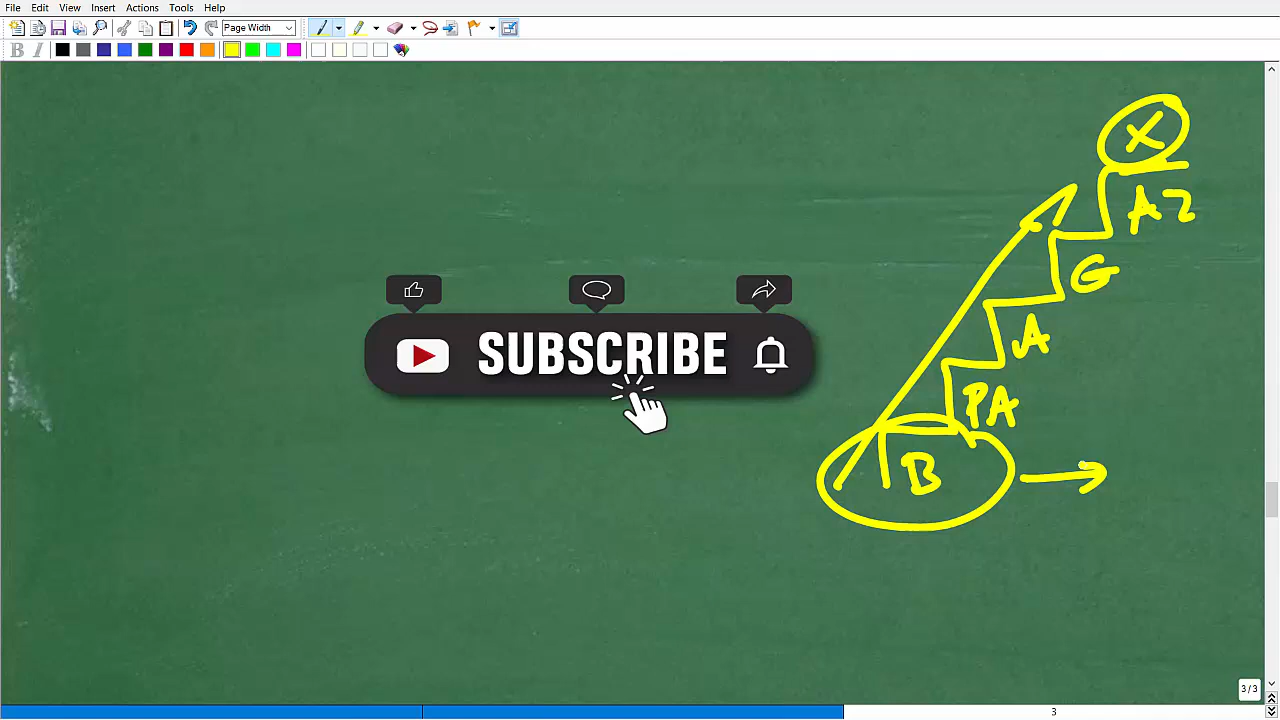 File Edit View Insert Actions Tools Help
Page Width
B I
X
A2
G
A
SUBSCRIBE
PA
B
3/3
3